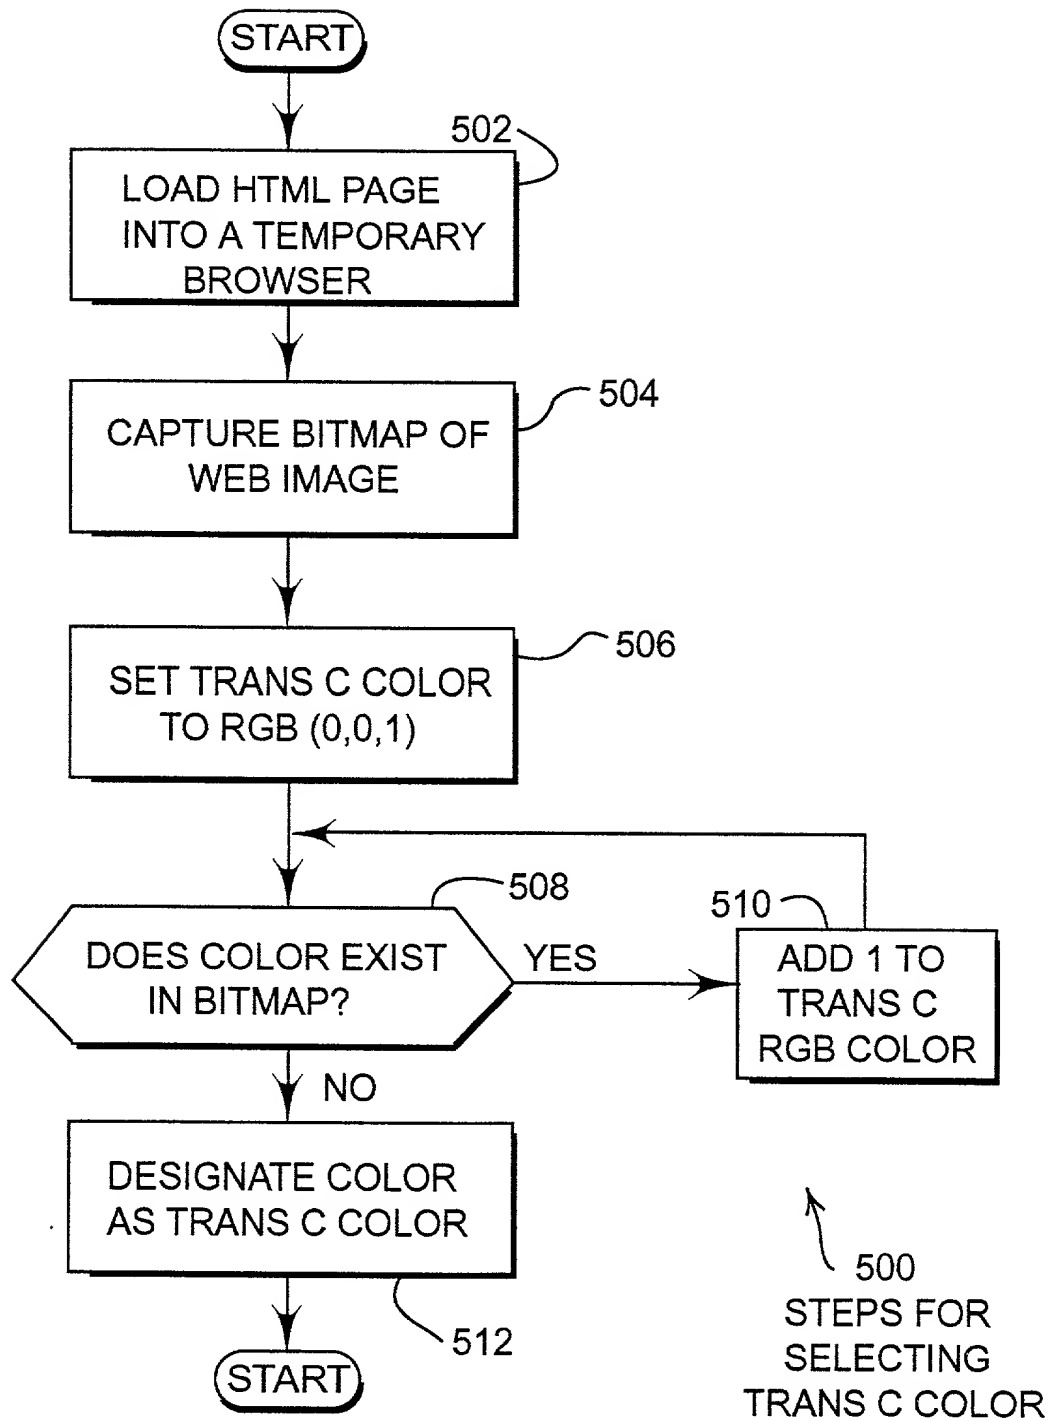 START
502
LOAD HTML PAGE
INTO A TEMPORARY
BROWSER
504
CAPTURE BITMAP OF
WEB IMAGE
506
SET TRANS C COLOR
TO RGB (0,0,1)
508
DOES COLOR EXIST
IN BITMAP?
YES
510
ADD 1 TO
TRANS C
RGB COLOR
NO
DESIGNATE COLOR
AS TRANS C COLOR
512
START
500
STEPS FOR
SELECTING
TRANS C COLOR